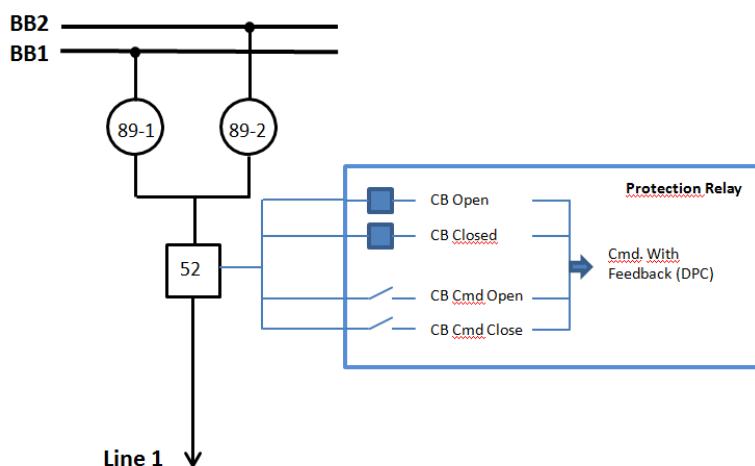 BB2
BB1
89-1
89-2
52
Protection Relay
CB Open
CB Closed
Cmd. With
Feedback (DPC)
CB Cmd Open
CB Cmd Close
Line 1